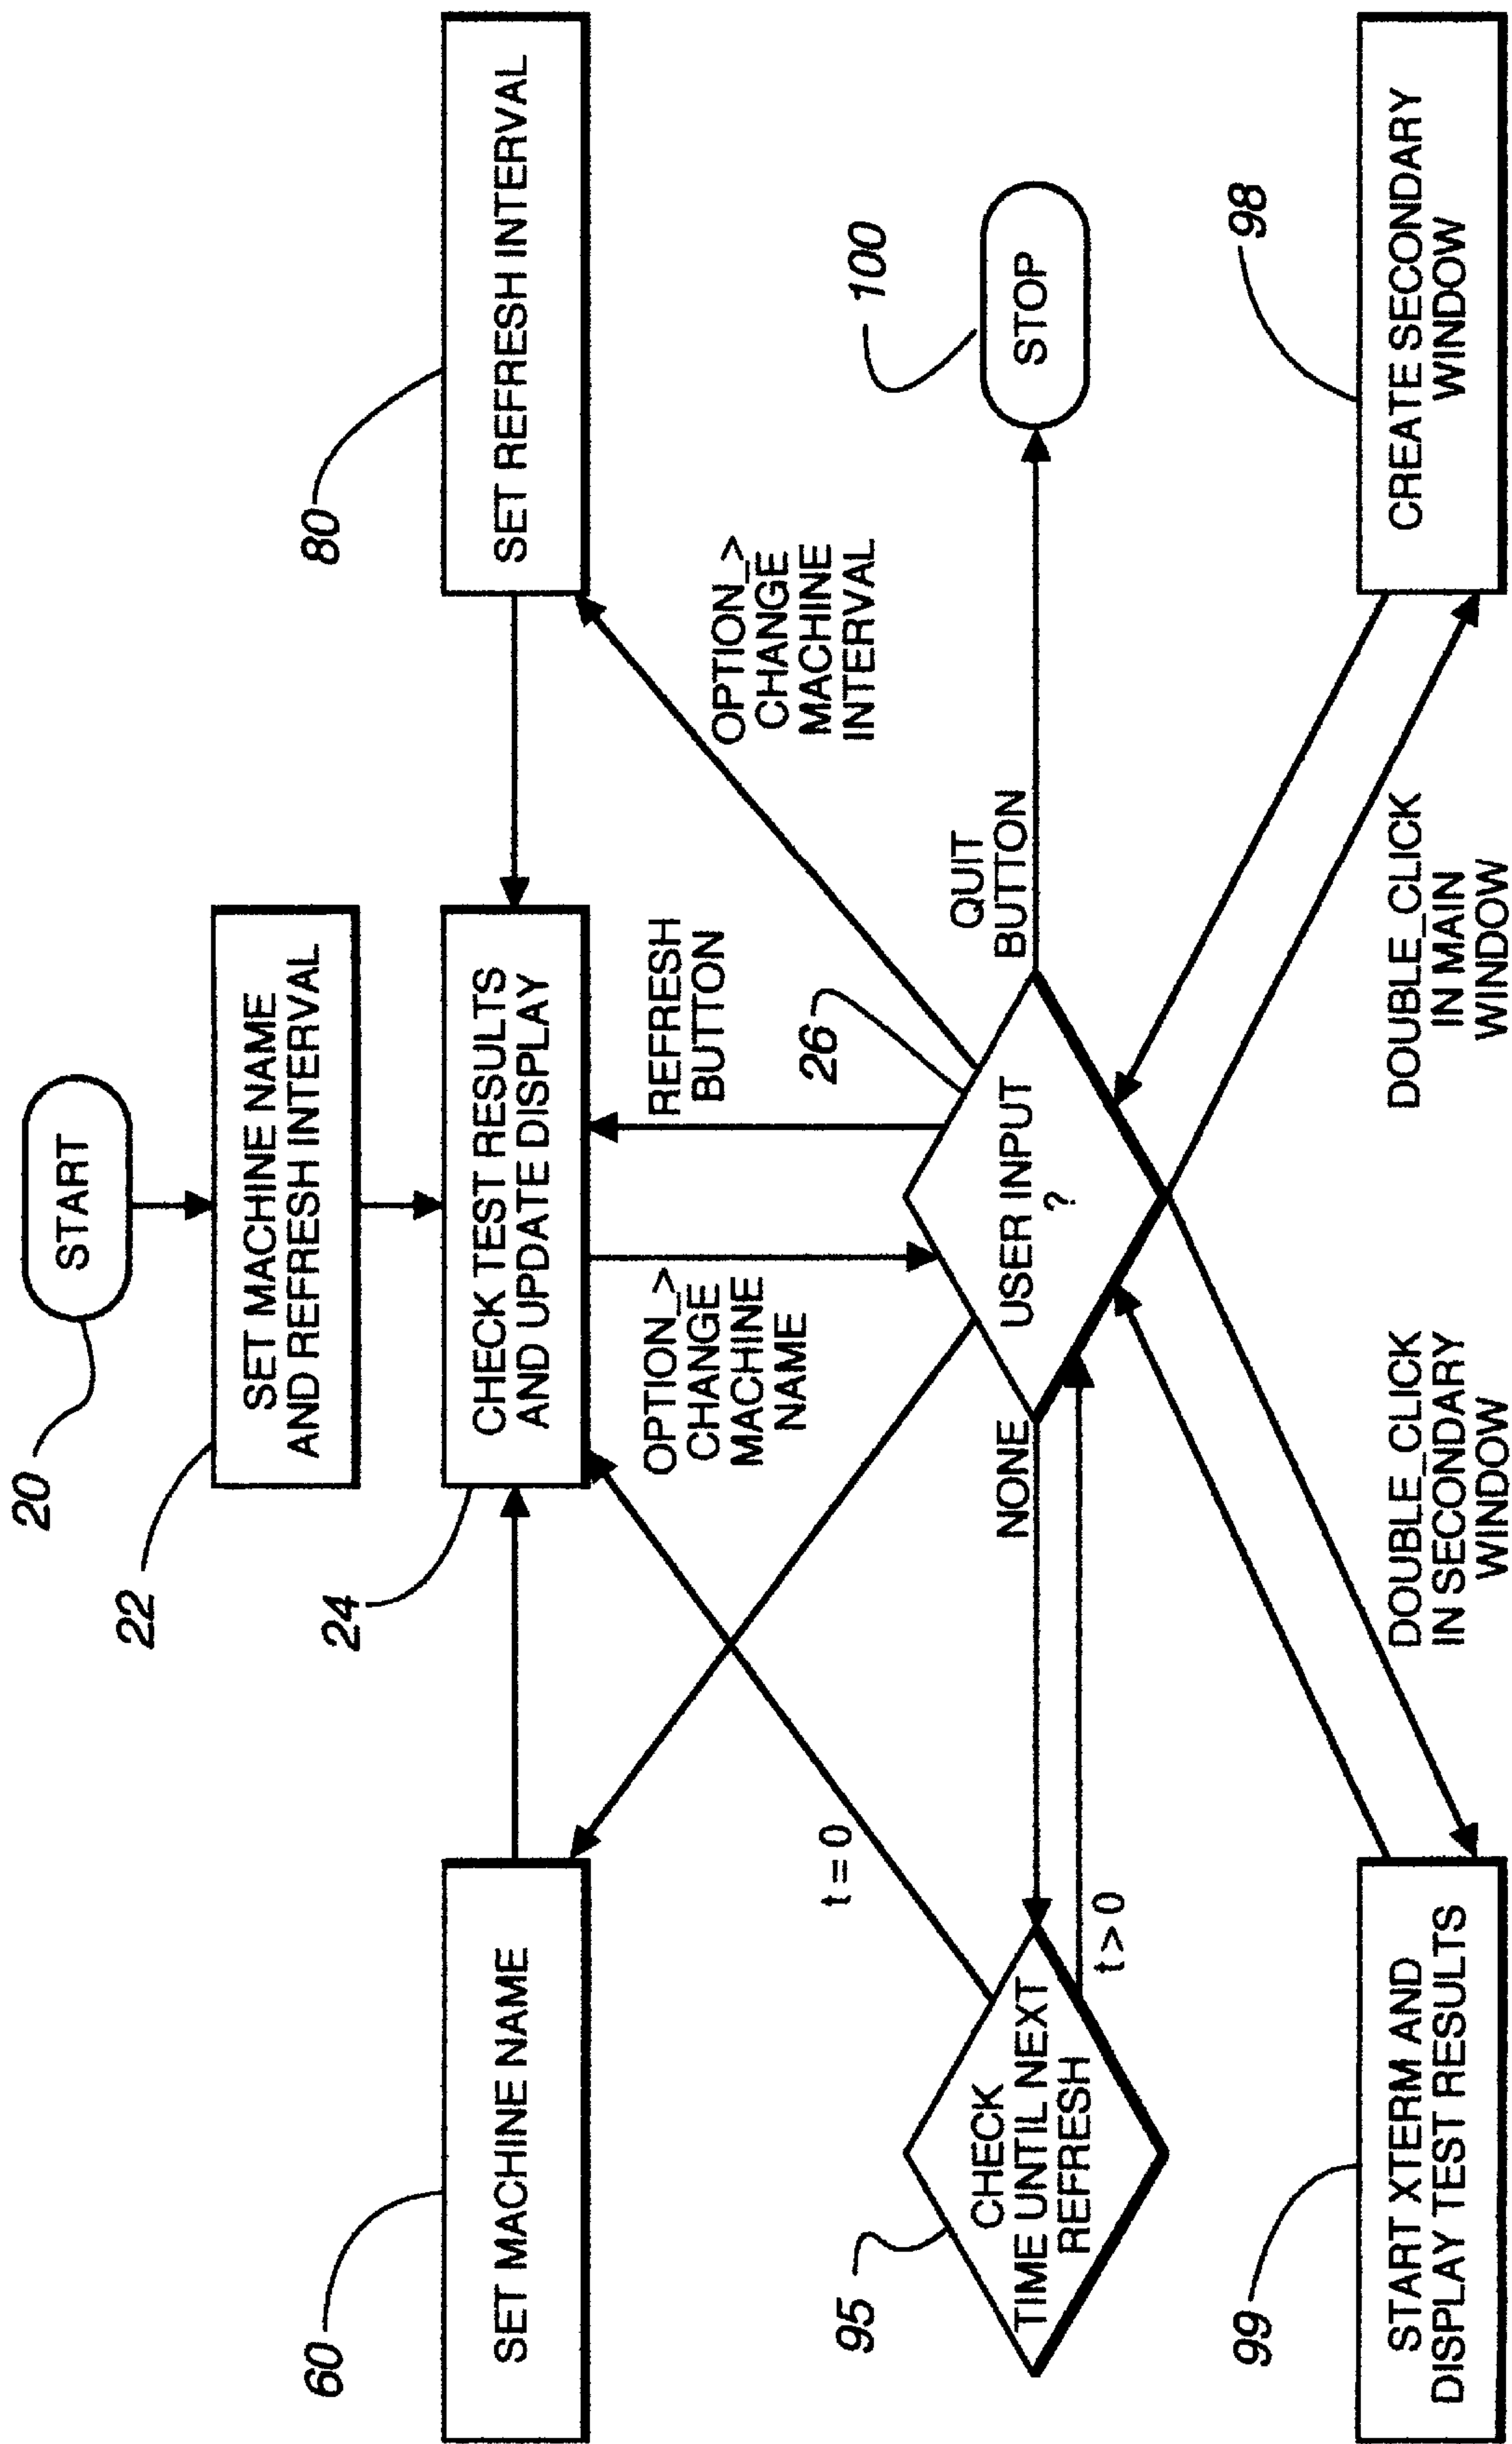 20
START
22
SET MACHINE NAME
AND REFRESH INTERVAL
60
SET MACHINE NAME
24
CHECK TEST RESULTS
AND UPDATE DISPLAY
80
SET REFRESH INTERVAL
OPTION_>
CHANGE
MACHINE
NAME
REFRESH
BUTTON
OPTION_>
CHANGE
MACHINE
INTERVAL
t = 0
26
95
CHECK
TIME UNTIL NEXT
REFRESH
NONE
t > 0
USER INPUT
?
QUIT
BUTTON
100
STOP
99
START XTERM AND
DISPLAY TEST RESULTS
DOUBLE_CLICK
IN SECONDARY
WINDOW
DOUBLE_CLICK
IN MAIN
WINDOW
98
CREATE SECONDARY
WINDOW